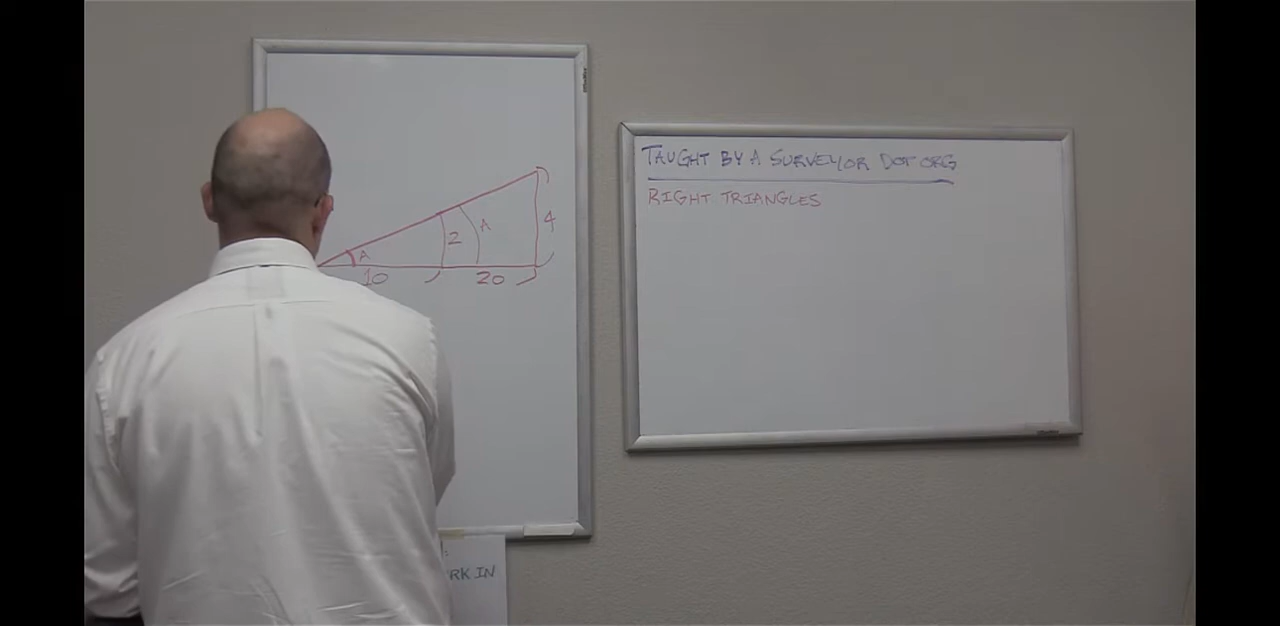 4
2
A
A
10
20
TAUGHT BY A SURVEYOR DOT ORG
RIGHT TRIANGLES
RK IN